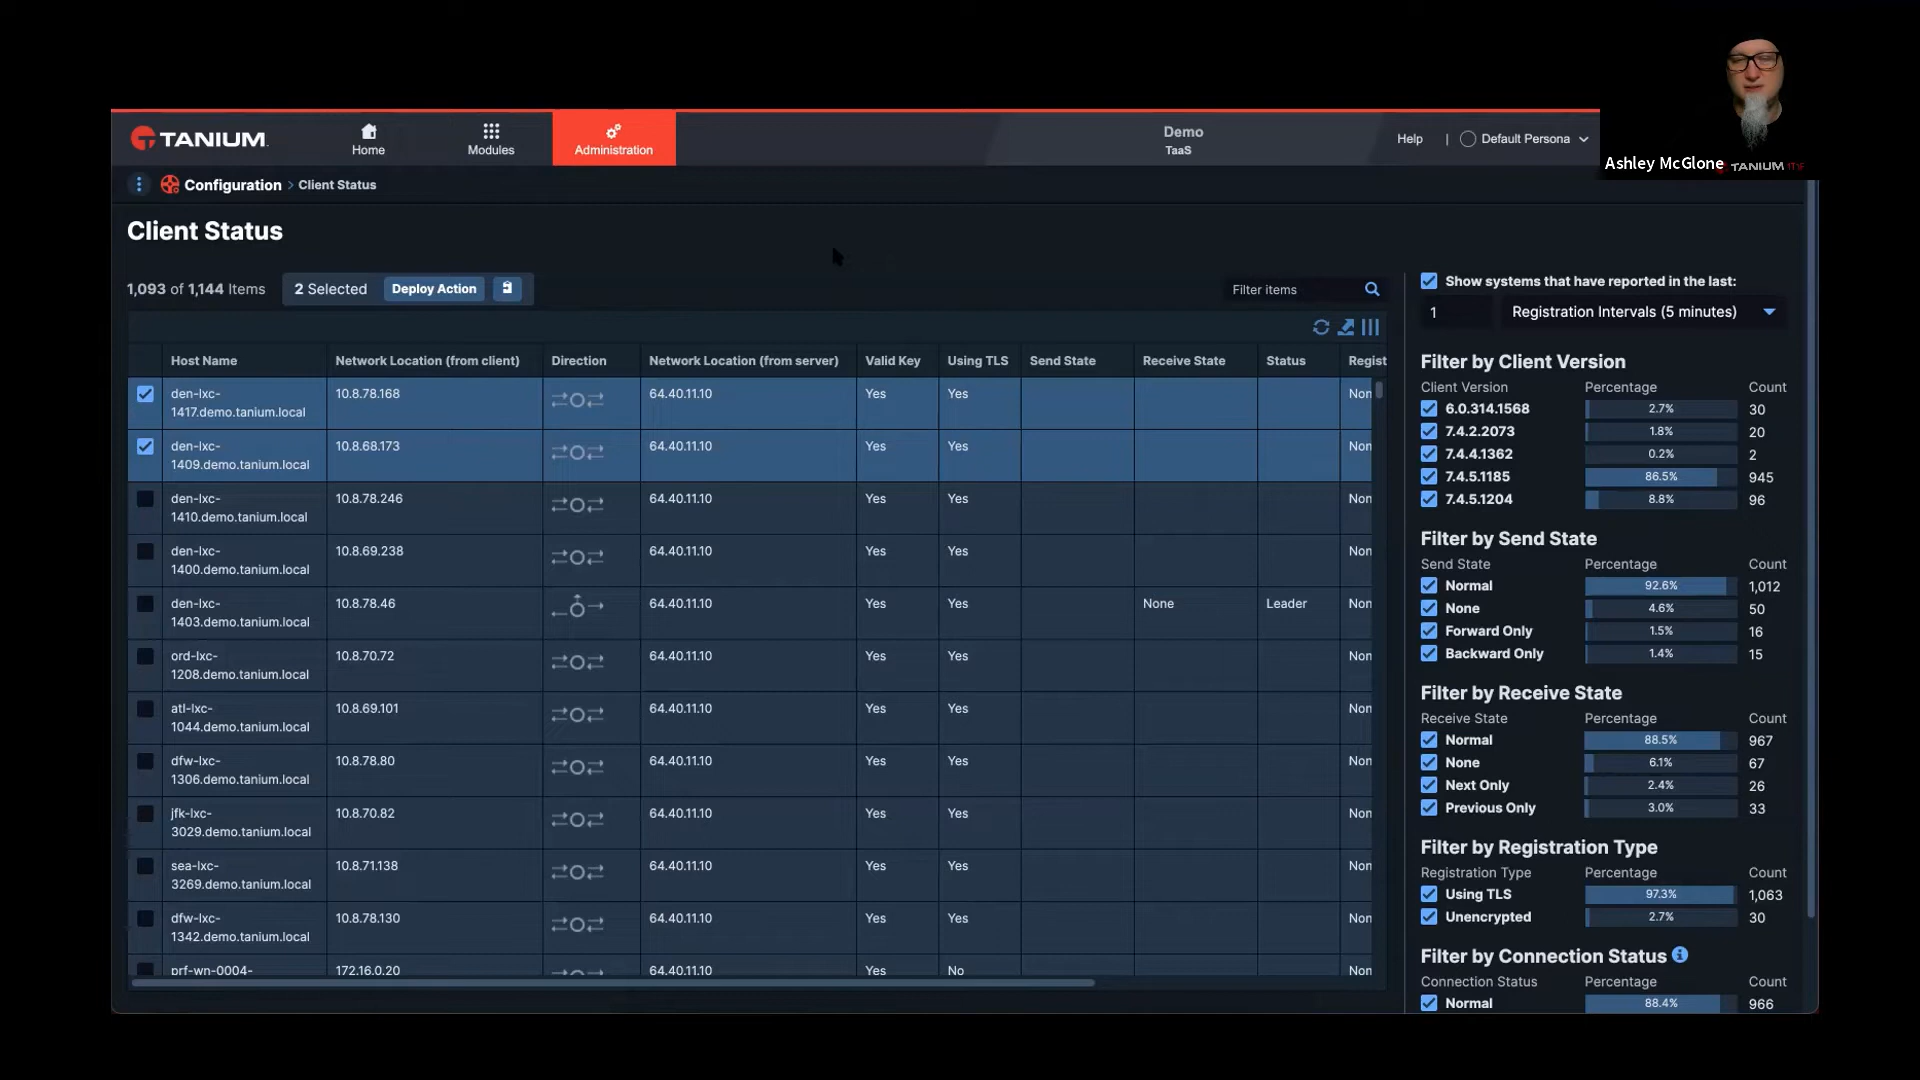 TANIUM
Home
Modules
Administration
Demo
TaaS
Help
|
Default Persona
Ashley McGlone
TANIUM
Configuration > Client Status
Client Status
1,093 of 1,144 Items
2 Selected
Deploy Action
Filter items
Host Name Network Location (from client) Direction Network Location (from server) Valid Key Using TLS Send State Receive State Status Regist
den-lxc-
1417.demo.tanium.local
10.8.78.168 64.40.11.10 Yes Yes Non
den-lxc-
1409.demo.tanium.local
10.8.68.173 64.40.11.10 Yes Yes Non
den-lxc-
1410.demo.tanium.local
10.8.78.246 64.40.11.10 Yes Yes Non
den-lxc-
1400.demo.tanium.local
10.8.69.238 64.40.11.10 Yes Yes Non
den-lxc-
1403.demo.tanium.local
10.8.78.46 64.40.11.10 Yes Yes None Leader Non
ord-lxc-
1208.demo.tanium.local
10.8.70.72 64.40.11.10 Yes Yes Non
atl-lxc-
1044.demo.tanium.local
10.8.69.101 64.40.11.10 Yes Yes Non
dfw-lxc-
1306.demo.tanium.local
10.8.78.80 64.40.11.10 Yes Yes Non
jfk-lxc-
3029.demo.tanium.local
10.8.70.82 64.40.11.10 Yes Yes Non
sea-lxc-
3269.demo.tanium.local
10.8.71.138 64.40.11.10 Yes Yes Non
dfw-lxc-
1342.demo.tanium.local
10.8.78.130 64.40.11.10 Yes Yes Non
prf-wn-0004- 172.16.0.20 64.40.11.10 Yes No Non
Show systems that have reported in the last:
1 Registration Intervals (5 minutes)
Filter by Client Version
Client Version Percentage Count
6.0.314.1568 2.7% 30
7.4.2.2073 1.8% 20
7.4.4.1362 0.2% 2
7.4.5.1185 86.5% 945
7.4.5.1204 8.8% 96
Filter by Send State
Send State Percentage Count
Normal 92.6% 1,012
None 4.6% 50
Forward Only 1.5% 16
Backward Only 1.4% 15
Filter by Receive State
Receive State Percentage Count
Normal 88.5% 967
None 6.1% 67
Next Only 2.4% 26
Previous Only 3.0% 33
Filter by Registration Type
Registration Type Percentage Count
Using TLS 97.3% 1,063
Unencrypted 2.7% 30
Filter by Connection Status
Connection Status Percentage Count
Normal 88.4% 966